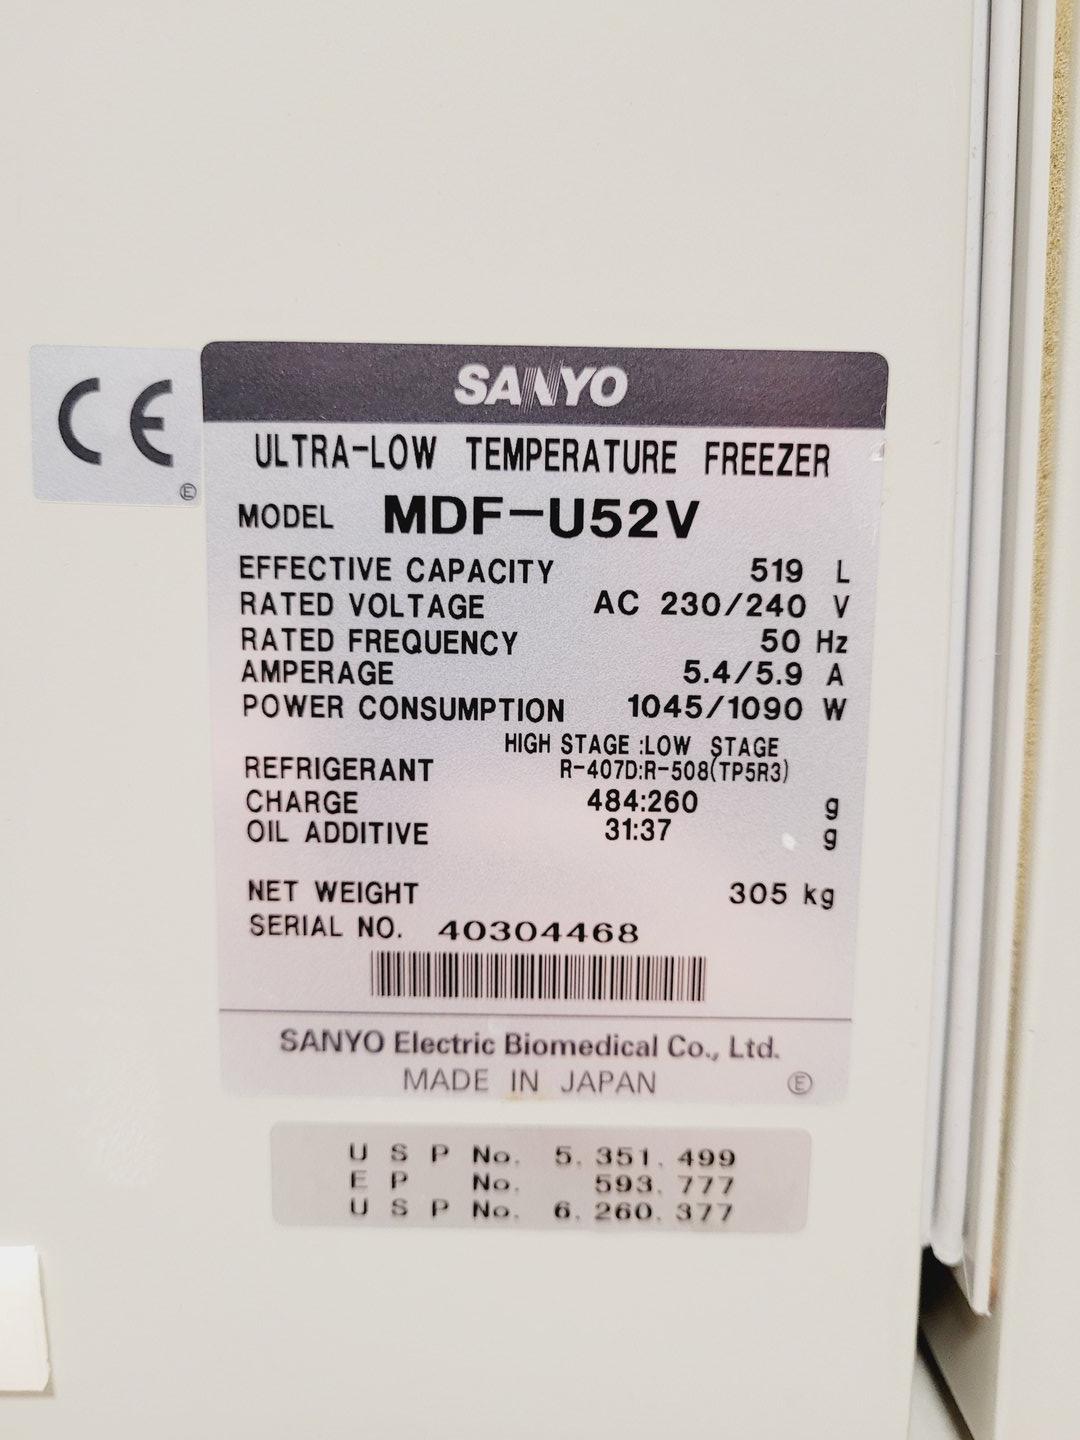 CE
Ⓔ
SANYO
ULTRA-LOW TEMPERATURE FREEZER
MODEL MDF-U52V
EFFECTIVE CAPACITY 519 L
RATED VOLTAGE AC 230/240 V
RATED FREQUENCY 50 Hz
AMPERAGE 5.4/5.9 A
POWER CONSUMPTION 1045/1090 W
HIGH STAGE :LOW STAGE
REFRIGERANT R-407D:R-508(TP5R3)
CHARGE 484:260 g
OIL ADDITIVE 31:37 g
NET WEIGHT 305 kg
SERIAL NO. 40304468
SANYO Electric Biomedical Co., Ltd.
MADE IN JAPAN Ⓔ
U S P No. 5. 351. 499
E P No. 593. 777
U S P No. 6. 260. 377